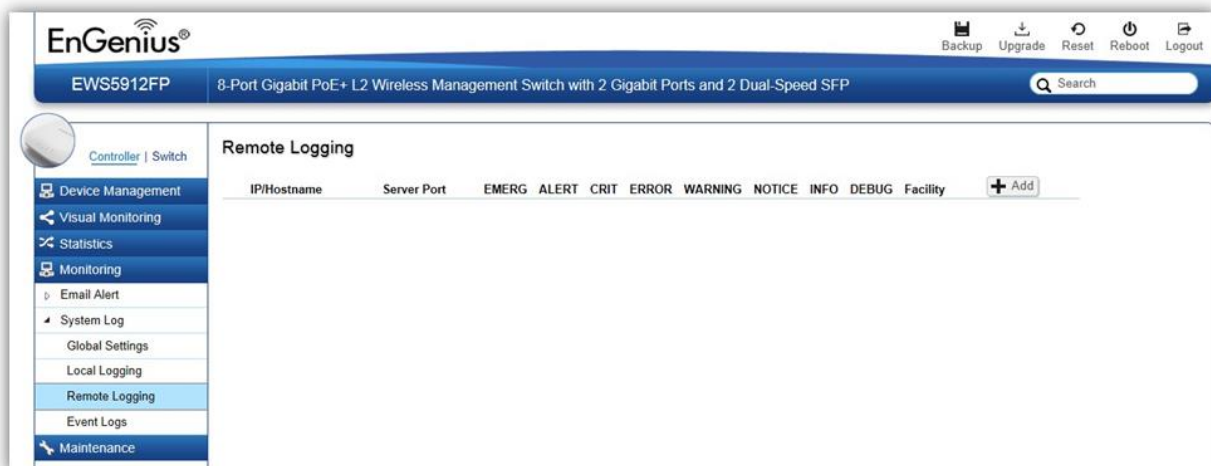 EnGenius®
Backup Upgrade Reset Reboot Logout
EWS5912FP
8-Port Gigabit PoE+ L2 Wireless Management Switch with 2 Gigabit Ports and 2 Dual-Speed SFP
Search
Controller | Switch
Device Management
Visual Monitoring
Statistics
Monitoring
Email Alert
System Log
Global Settings
Local Logging
Remote Logging
Event Logs
Maintenance
Remote Logging
IP/Hostname Server Port EMERG ALERT CRIT ERROR WARNING NOTICE INFO DEBUG Facility Add